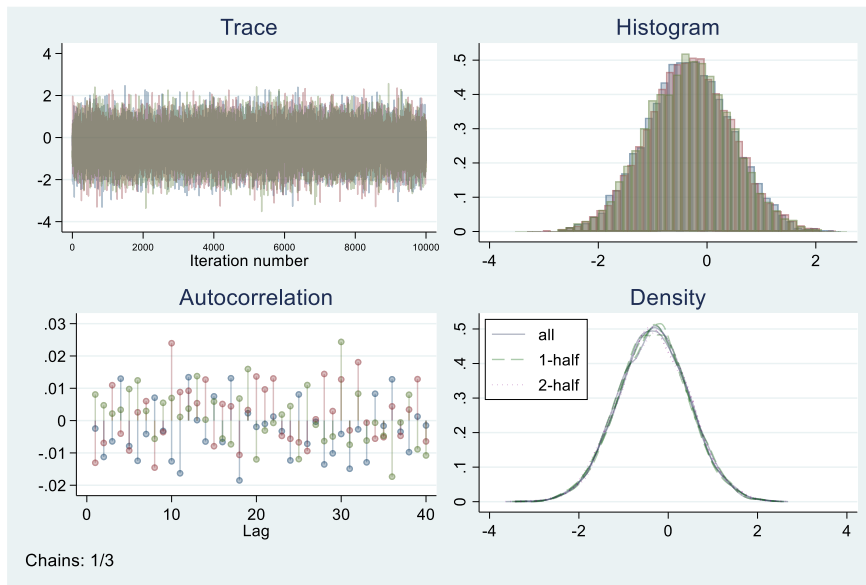 Trace
4
2
0
-2
-4
0 2000 4000 6000 8000 10000
Iteration number
Histogram
.5
.4
.3
.2
.1
0
-4 -2 0 2
Autocorrelation
.03
.02
.01
0
-.01
-.02
0 10 20 30 40
Lag
Density
.5
.4
.3
.2
.1
0
all
1-half
2-half
-4 -2 0 2 4
Chains: 1/3